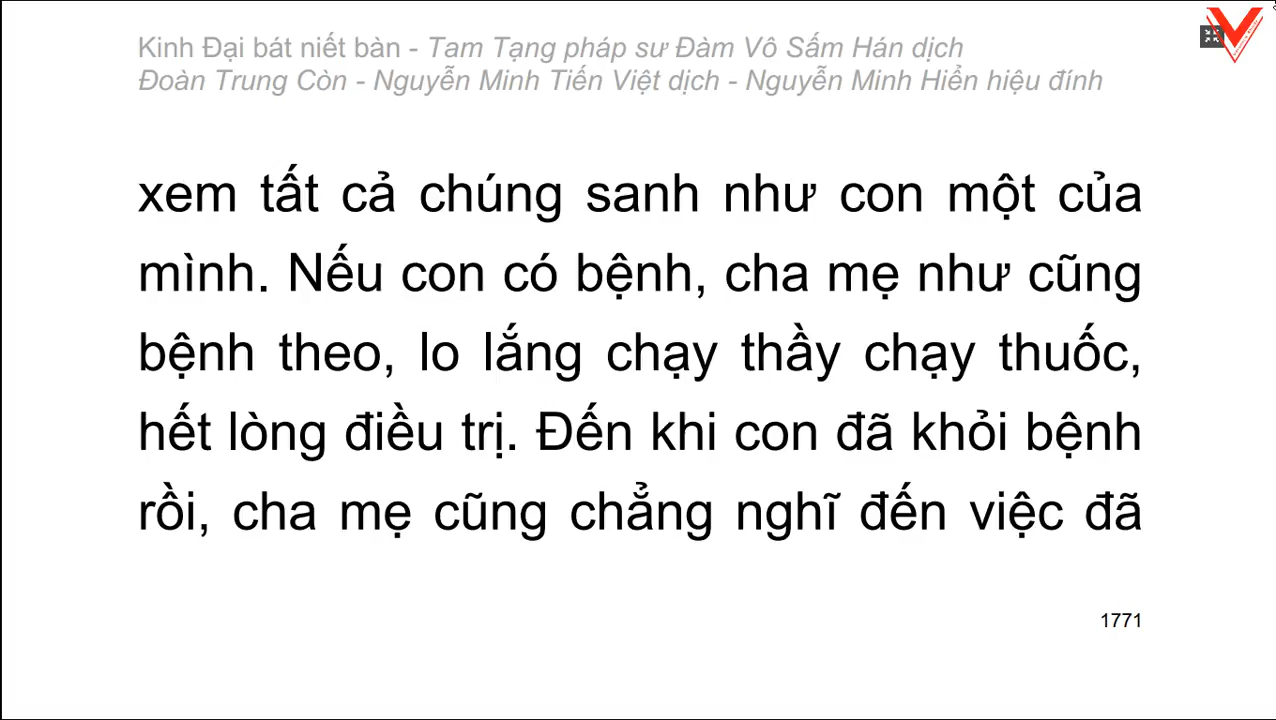 Kinh Đại bát niết bàn - Tam Tạng pháp sư Đàm Vô Sấm Hán dịch
Đoàn Trung Còn - Nguyễn Minh Tiến Việt dịch - Nguyễn Minh Hiển hiệu đính
xem tất cả chúng sanh như con một của
mình. Nếu con có bệnh, cha mẹ như cũng
bệnh theo, lo lắng chạy thầy chạy thuốc,
hết lòng điều trị. Đến khi con đã khỏi bệnh
rồi, cha mẹ cũng chẳng nghĩ đến việc đã
1771